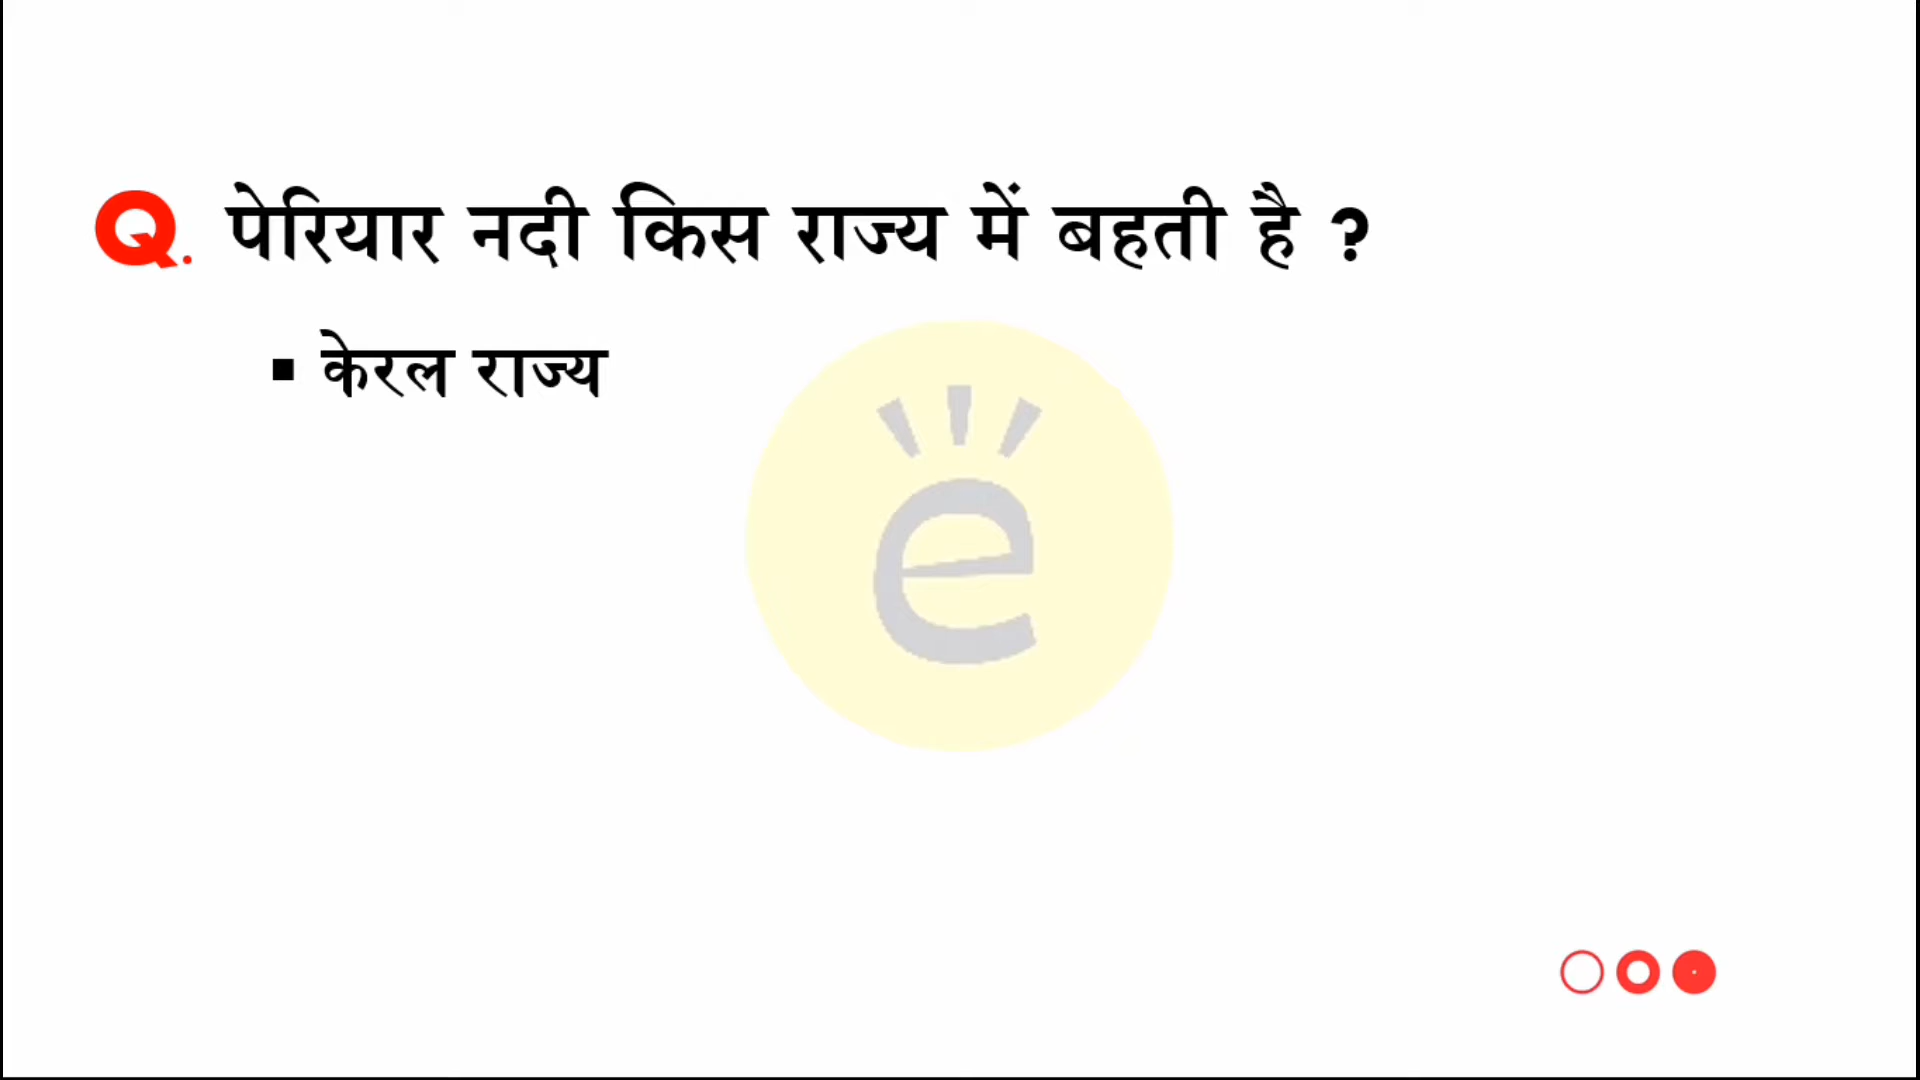 Q. पेरियार नदी किस राज्य में बहती है ?
▪ केरल राज्य
e